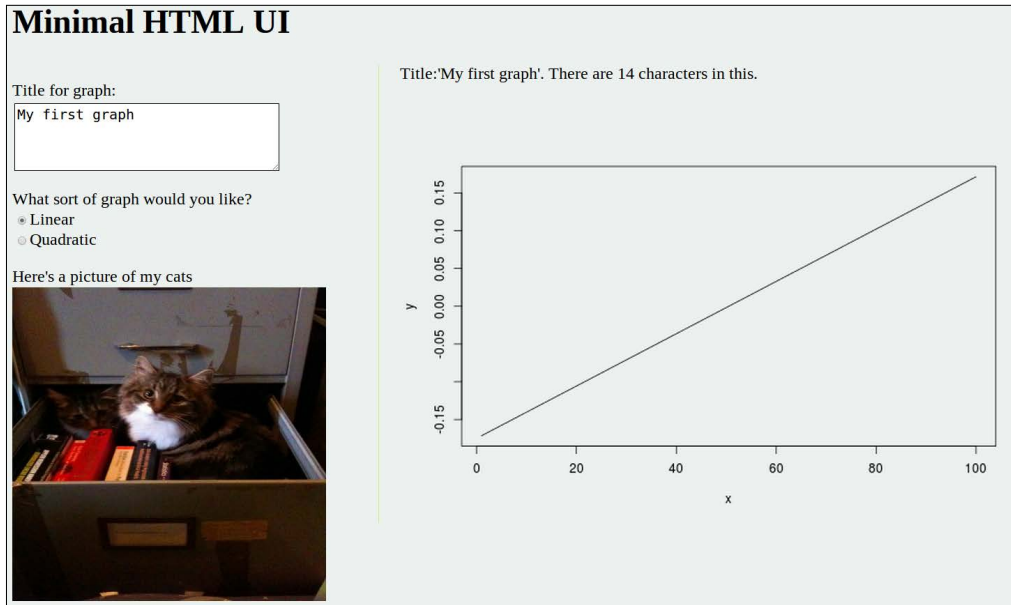 Minimal HTML UI
Title for graph:
My first graph
What sort of graph would you like?
Linear
Quadratic
Here's a picture of my cats
Title:'My first graph'. There are 14 characters in this.
y
0.15
0.10
0.05
0.00
-0.05
-0.15
0 20 40 60 80 100
x